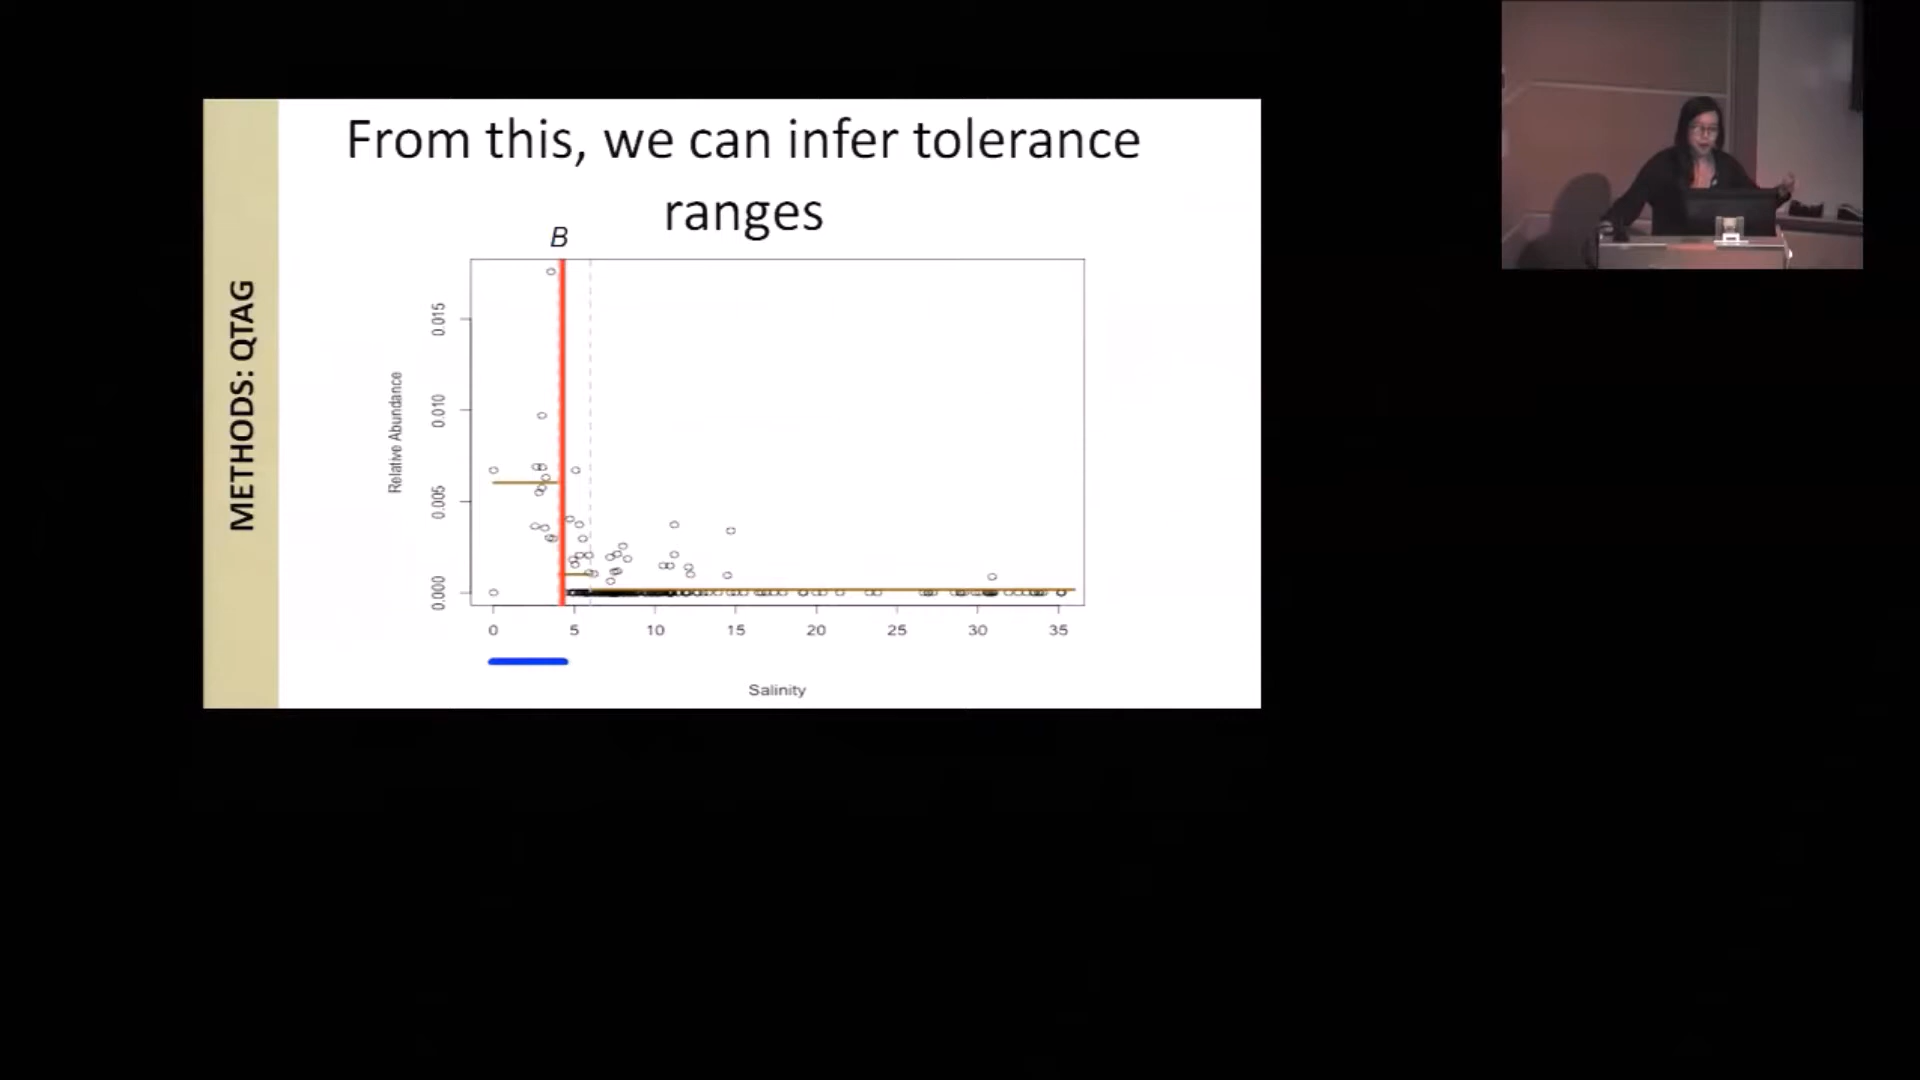 From this, we can infer tolerance
ranges
METHODS: QTAG
B
Relative Abundance
0.015
0.010
0.005
0.000
0 5 10 15 20 25 30 35
Salinity